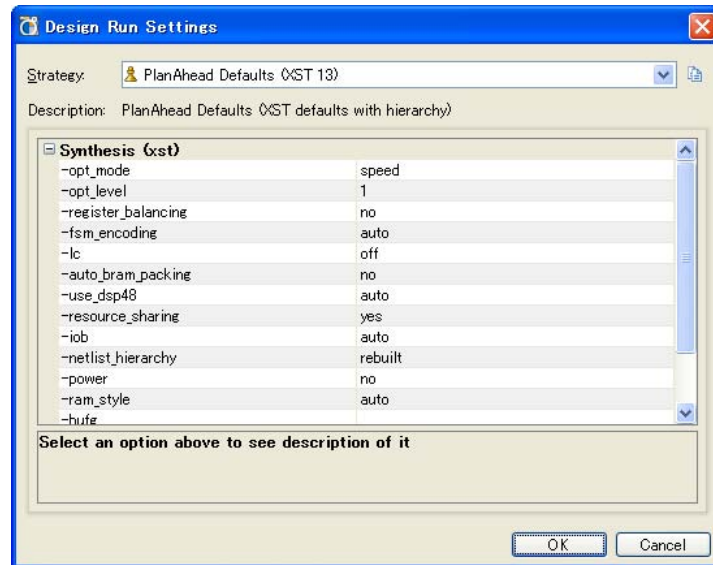 Design Run Settings
Strategy: PlanAhead Defaults (XST 13)
Description: PlanAhead Defaults (XST defaults with hierarchy)
Synthesis (xst)
-opt_mode speed
-opt_level 1
-register_balancing no
-fsm_encoding auto
-lc off
-auto_bram_packing no
-use_dsp48 auto
-resource_sharing yes
-iob auto
-netlist_hierarchy rebuilt
-power no
-ram_style auto
-bufg
Select an option above to see description of it
OK Cancel